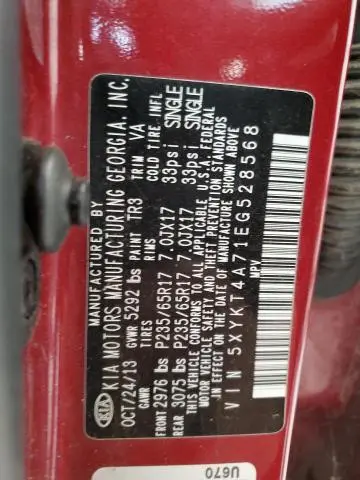 MANUFACTURED BY
KIA MOTORS MANUFACTURING GEORGIA, INC.
KIA
OCT/24/13 PAINT TR3 TRIM VA
GVWR 5292 lbs
GAWR TIRES RIMS COLD TIRE INFL
FRONT 2976 lbs P235/65R17 7.0JX17 33psi SINGLE
REAR 3075 lbs P235/65R17 7.0JX17 33psi SINGLE
THIS VEHICLE CONFORMS TO ALL APPLICABLE U.S.A. FEDERAL
MOTOR VEHICLE SAFETY, BUMPER, AND THEFT PREVENTION STANDARDS
IN EFFECT ON THE DATE OF MANUFACTURE SHOWN ABOVE
VIN 5XYKT4A71EG528568
MPV
U670